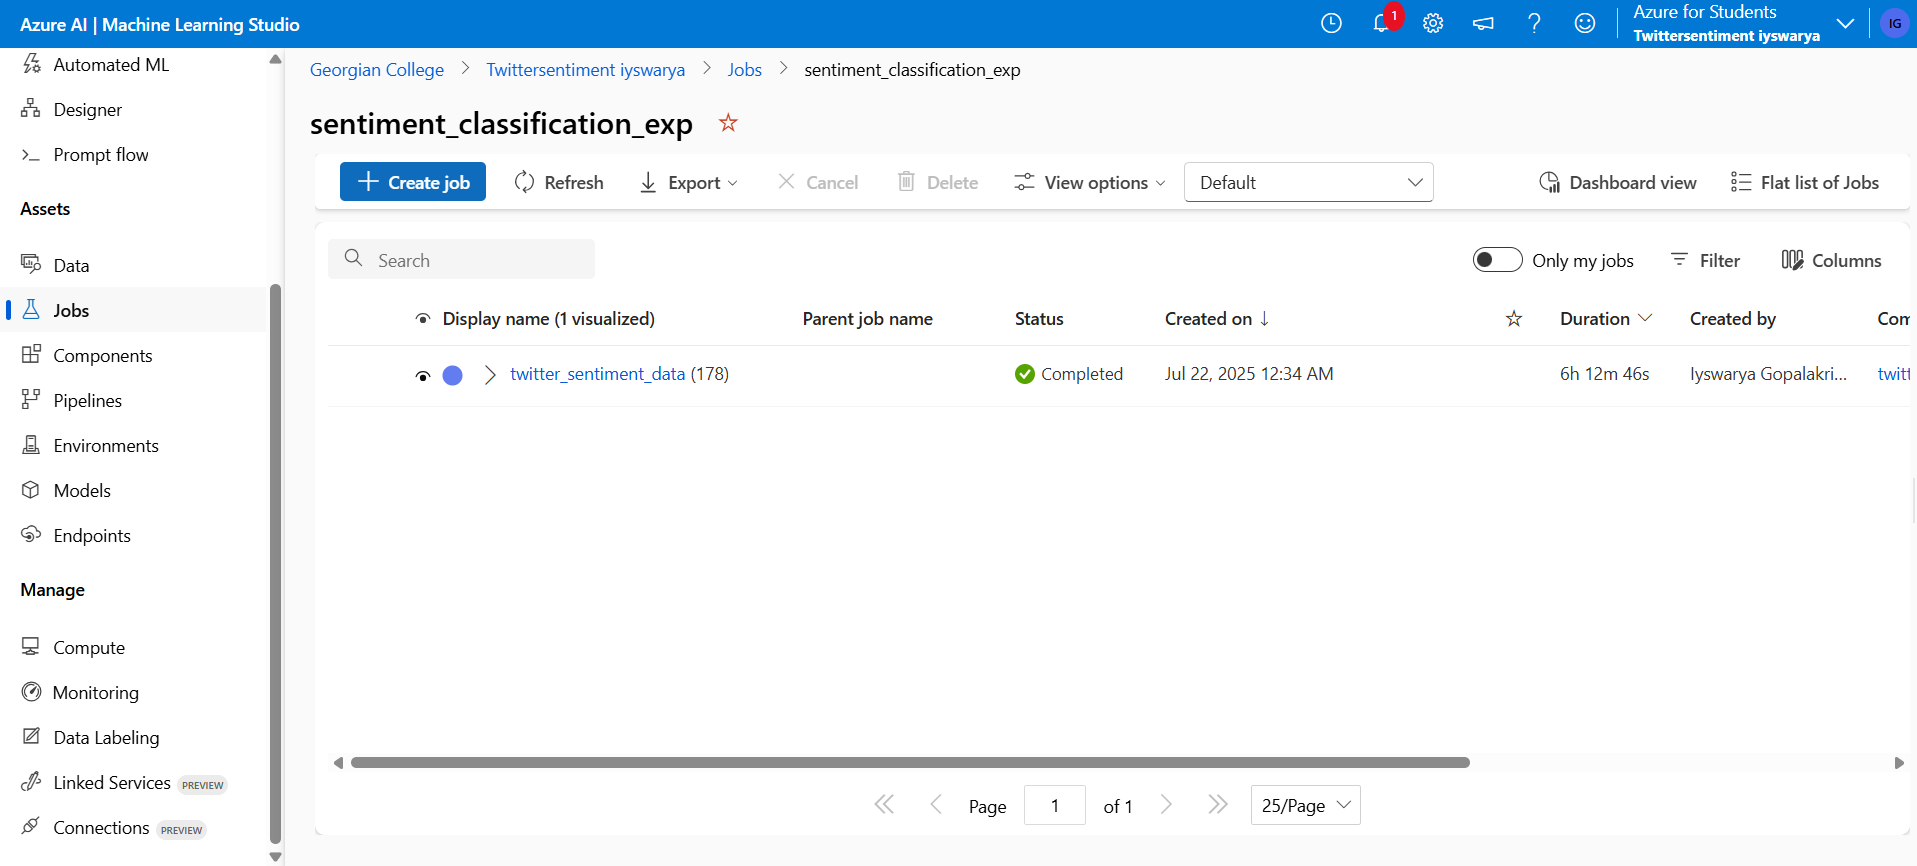 Azure AI | Machine Learning Studio
1
Azure for Students
Twittersentiment iyswarya
IG
Automated ML
Designer
Prompt flow
Assets
Data
Jobs
Components
Pipelines
Environments
Models
Endpoints
Manage
Compute
Monitoring
Data Labeling
Linked Services PREVIEW
Connections PREVIEW
Georgian College > Twittersentiment iyswarya > Jobs > sentiment_classification_exp
sentiment_classification_exp
Create job Refresh Export Cancel Delete View options Default Dashboard view Flat list of Jobs
Search Only my jobs Filter Columns
Display name (1 visualized) Parent job name Status Created on ↓ Duration Created by Com
twitter_sentiment_data (178) Completed Jul 22, 2025 12:34 AM 6h 12m 46s Iyswarya Gopalakri... twitt
Page 1 of 1 25/Page